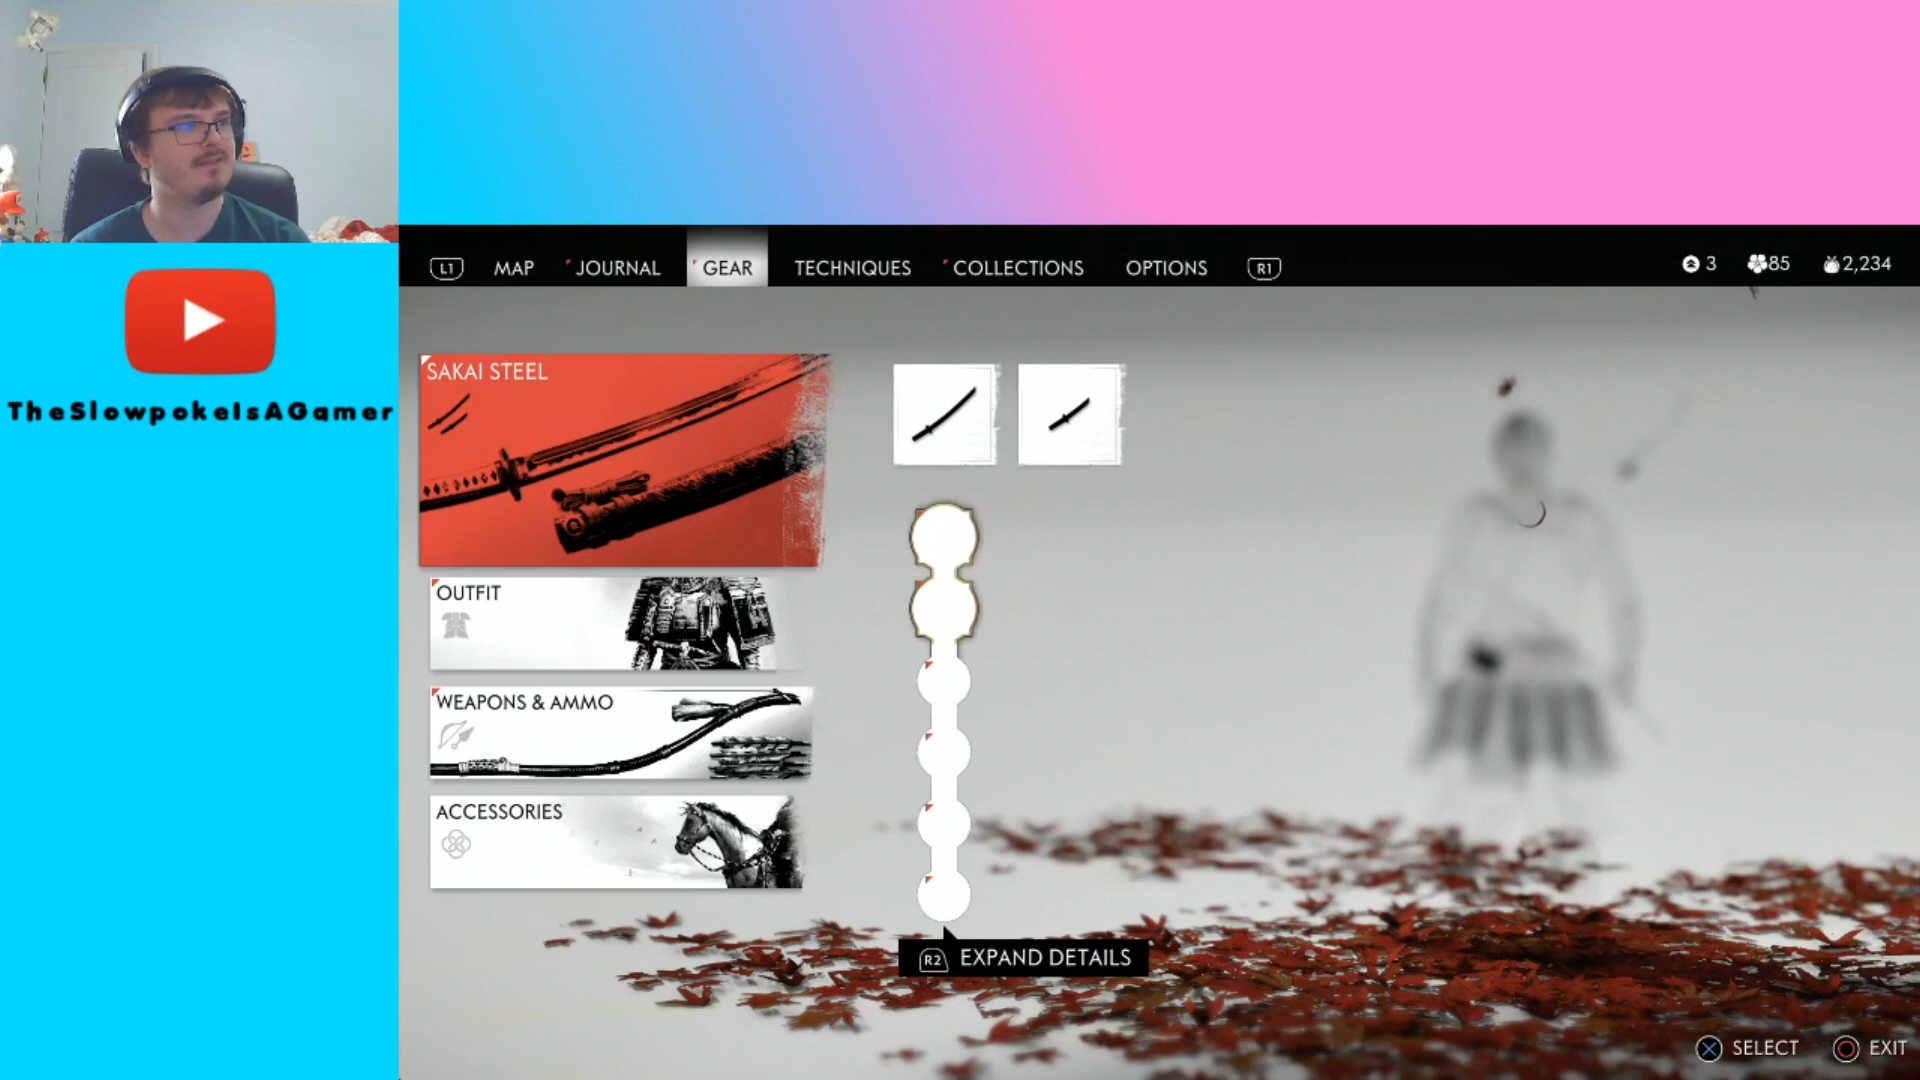 TheSlowpokeIsAGamer
L1 MAP JOURNAL GEAR TECHNIQUES COLLECTIONS OPTIONS R1
3 85 2,234
SAKAI STEEL
OUTFIT
WEAPONS & AMMO
ACCESSORIES
R2 EXPAND DETAILS
SELECT EXIT